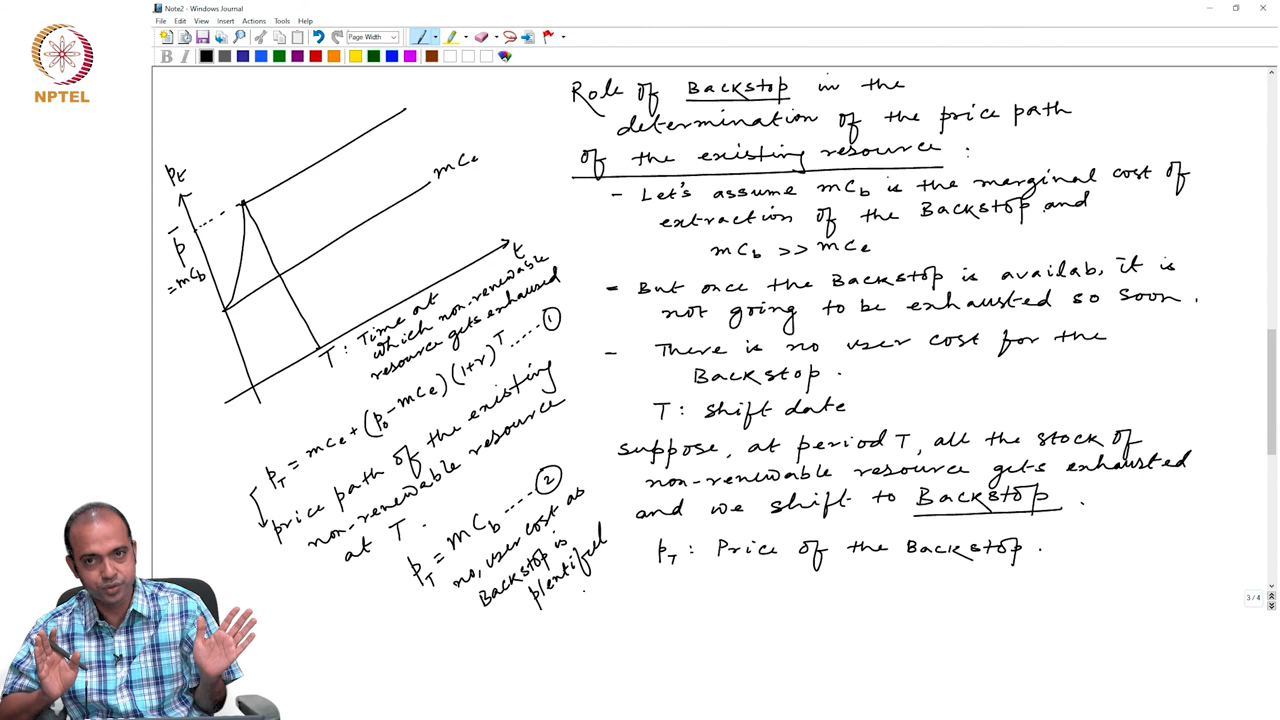 Note2 - Windows Journal
File Edit View Insert Actions Tools Help
Page Width
B I
NPTEL
Role of Backstop in the
determination of the price path
of the existing resource :
- Let's assume MCb is the marginal cost of
extraction of the Backstop and
MCb >> MCe
- But once the Backstop is availab, it is
not going to be exhausted so soon.
- There is no user cost for the
Backstop.
T: shift date
suppose, at period T, all the stock of
non-renewable resource gets exhausted
and we shift to Backstop.
PT: Price of the Backstop.
Pt
MCe
p̄
=MCb
t
T: Time at
which non-renewable
resource gets exhaused
PT = MCe + (P0 - MCe)(1+r)^T ...... ①
price path of the existing
non-renewable resource
at T.
PT = MCb ...... ②
no, user cost as
Backstop is
plentiful.
3/4